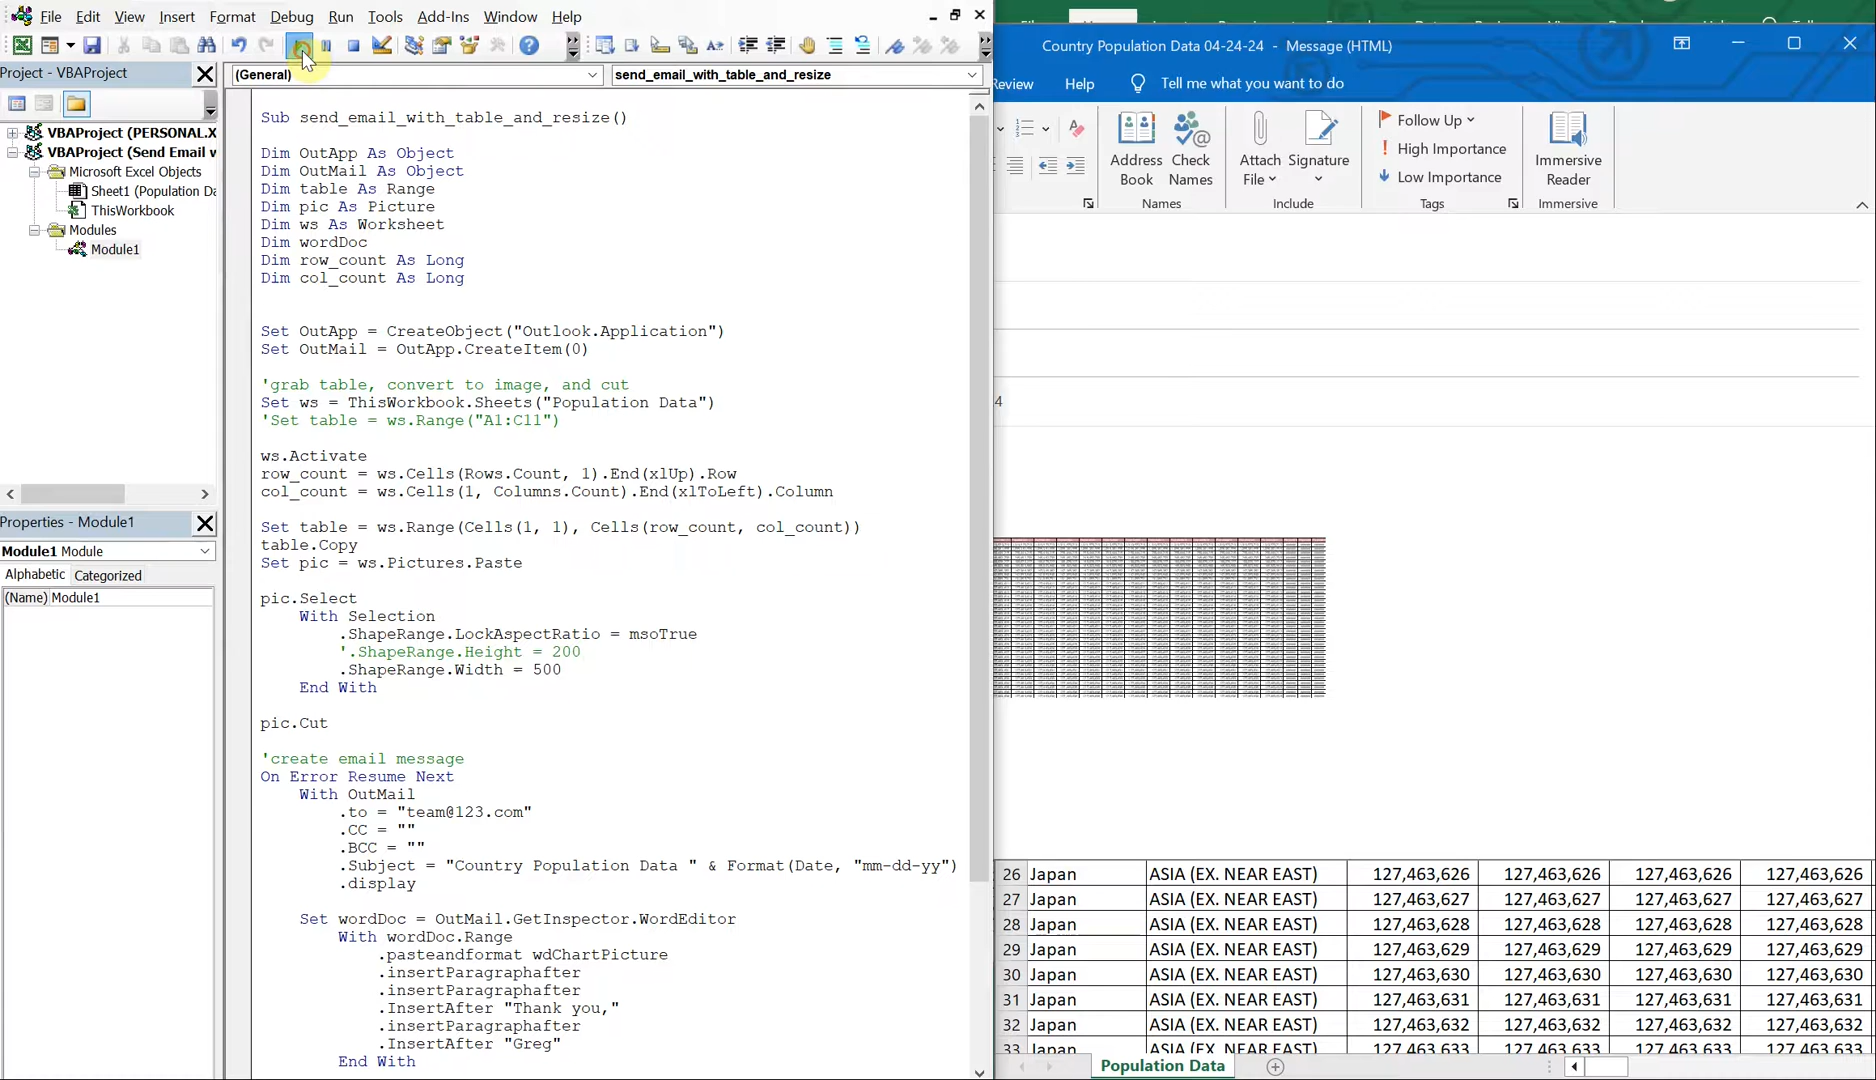 File Edit View Insert Format Debug Run Tools Add-Ins Window Help
Project - VBAProject
VBAProject (PERSONAL.X
VBAProject (Send Email w
Microsoft Excel Objects
Sheet1 (Population Da
ThisWorkbook
Modules
Module1
Properties - Module1
Module1 Module
Alphabetic Categorized
(Name) Module1
(General)
send_email_with_table_and_resize
Sub send_email_with_table_and_resize()
Dim OutApp As Object
Dim OutMail As Object
Dim table As Range
Dim pic As Picture
Dim ws As Worksheet
Dim wordDoc
Dim row_count As Long
Dim col_count As Long
Set OutApp = CreateObject("Outlook.Application")
Set OutMail = OutApp.CreateItem(0)
'grab table, convert to image, and cut
Set ws = ThisWorkbook.Sheets("Population Data")
'Set table = ws.Range("A1:C11")
ws.Activate
row_count = ws.Cells(Rows.Count, 1).End(xlUp).Row
col_count = ws.Cells(1, Columns.Count).End(xlToLeft).Column
Set table = ws.Range(Cells(1, 1), Cells(row_count, col_count))
table.Copy
Set pic = ws.Pictures.Paste
pic.Select
With Selection
.ShapeRange.LockAspectRatio = msoTrue
'.ShapeRange.Height = 200
.ShapeRange.Width = 500
End With
pic.Cut
'create email message
On Error Resume Next
With OutMail
.to = "team@123.com"
.CC = ""
.BCC = ""
.Subject = "Country Population Data " & Format(Date, "mm-dd-yy")
.display
Set wordDoc = OutMail.GetInspector.WordEditor
With wordDoc.Range
.pasteandformat wdChartPicture
.insertParagraphafter
.insertParagraphafter
.InsertAfter "Thank you,"
.insertParagraphafter
.InsertAfter "Greg"
End With
Country Population Data 04-24-24 - Message (HTML)
Review Help Tell me what you want to do
Address Book
Check Names
Attach File
Signature
Follow Up
High Importance
Low Importance
Immersive Reader
Names Include Tags Immersive
4
26 Japan ASIA (EX. NEAR EAST) 127,463,626 127,463,626 127,463,626 127,463,626
27 Japan ASIA (EX. NEAR EAST) 127,463,627 127,463,627 127,463,627 127,463,627
28 Japan ASIA (EX. NEAR EAST) 127,463,628 127,463,628 127,463,628 127,463,628
29 Japan ASIA (EX. NEAR EAST) 127,463,629 127,463,629 127,463,629 127,463,629
30 Japan ASIA (EX. NEAR EAST) 127,463,630 127,463,630 127,463,630 127,463,630
31 Japan ASIA (EX. NEAR EAST) 127,463,631 127,463,631 127,463,631 127,463,631
32 Japan ASIA (EX. NEAR EAST) 127,463,632 127,463,632 127,463,632 127,463,632
33 Japan ASIA (EX. NEAR EAST) 127,463,633 127,463,633 127,463,633 127,463,633
Population Data